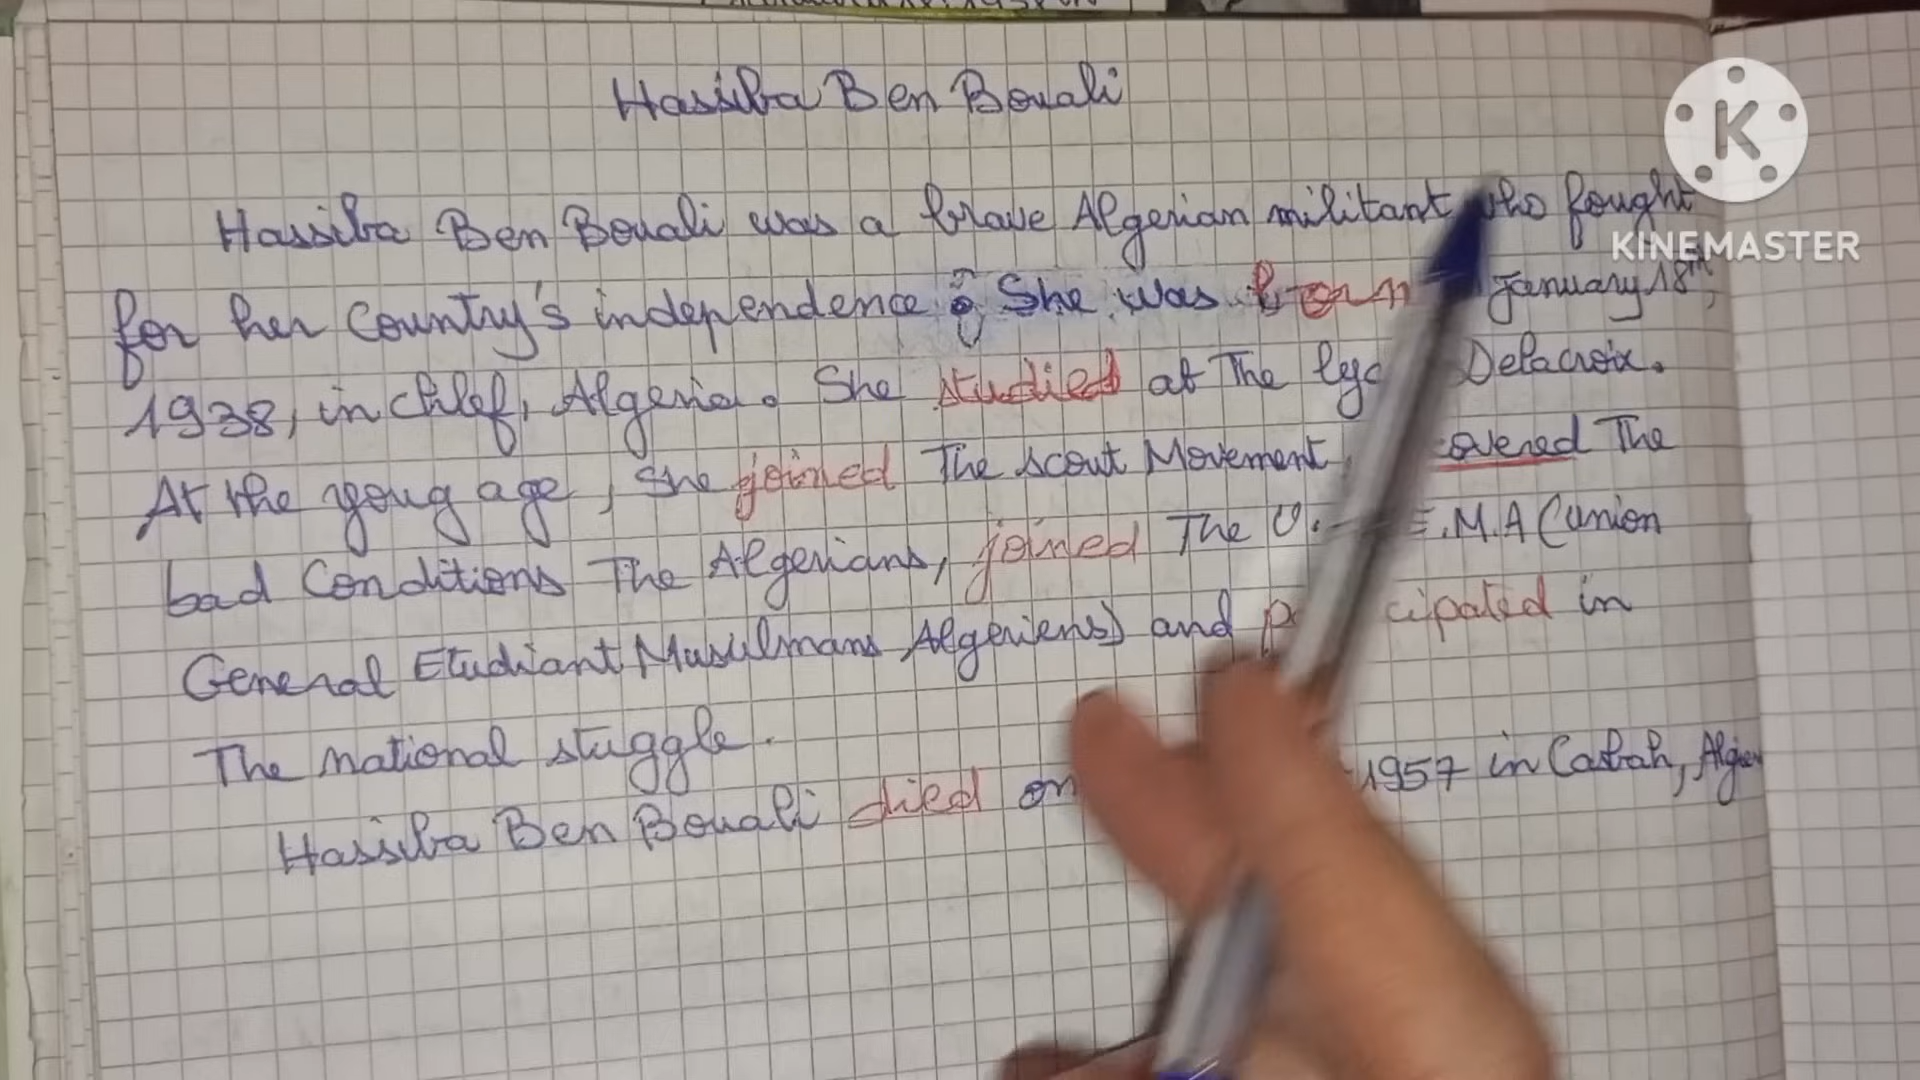 Hassiba Ben Bouali
Hassiba Ben Bouali was a brave Algerian militant who fought
for her country's independence. She was born January 18th,
1938, in Chlef, Algeria. She studied at The Delacroix.
At the youg age, she joined The scout Movement, The
bad Conditions The Algerians, joined The U. E.M.A (Union
General Etudiant Musulmans Algeriens) and participated in
The National stuggle.
Hassiba Ben Bouali died on 1957 in Casbah,
K
KINEMASTER